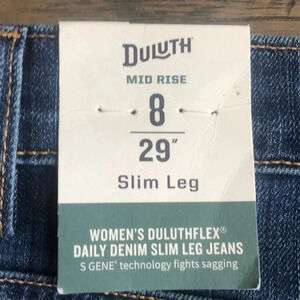 DULUTH
MID RISE
8
29"
Slim Leg
WOMEN'S DULUTHFLEX®
DAILY DENIM SLIM LEG JEANS
S GENE® technology fights sagging